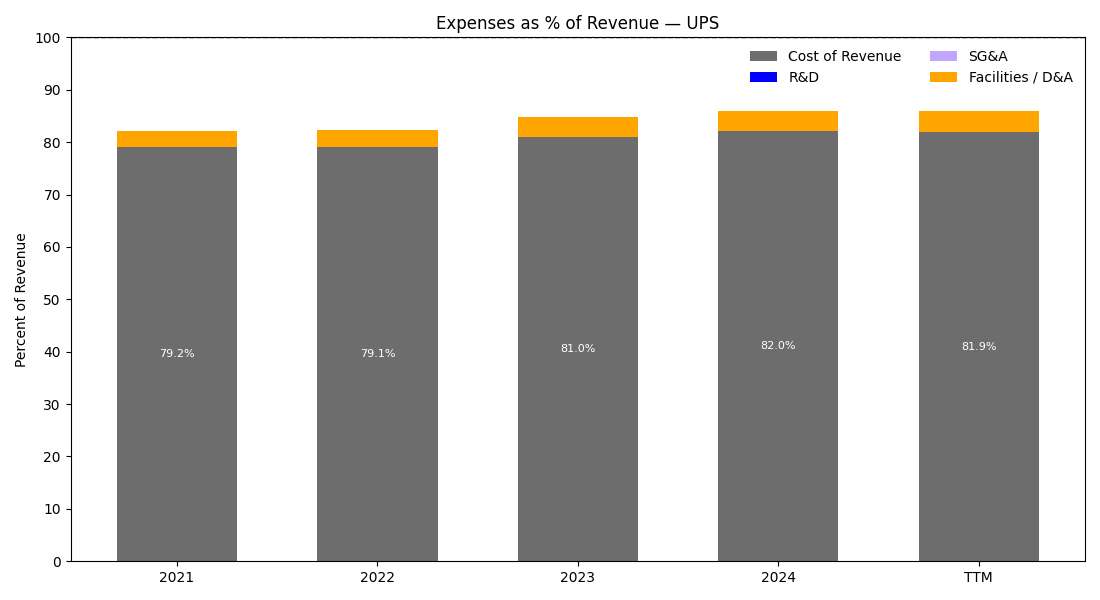 Expenses as % of Revenue — UPS
Cost of Revenue
R&D
SG&A
Facilities / D&A
Percent of Revenue
100
90
80
70
60
50
40
30
20
10
0
79.2%
79.1%
81.0%
82.0%
81.9%
2021
2022
2023
2024
TTM